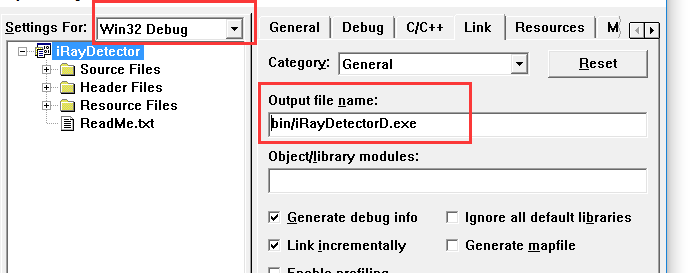 Settings For: Win32 Debug
iRayDetector
Source Files
Header Files
Resource Files
ReadMe.txt
General Debug C/C++ Link Resources
Category: General Reset
Output file name:
bin/iRayDetectorD.exe
Object/library modules:
Generate debug info Ignore all default libraries
Link incrementally Generate mapfile